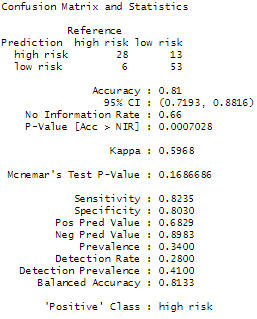 Confusion Matrix and Statistics
Reference
Prediction high risk low risk
high risk 28 13
low risk 6 53
Accuracy : 0.81
95% CI : (0.7193, 0.8816)
No Information Rate : 0.66
P-Value [Acc > NIR] : 0.0007028
Kappa : 0.5968
Mcnemar's Test P-Value : 0.1686686
Sensitivity : 0.8235
Specificity : 0.8030
Pos Pred Value : 0.6829
Neg Pred Value : 0.8983
Prevalence : 0.3400
Detection Rate : 0.2800
Detection Prevalence : 0.4100
Balanced Accuracy : 0.8133
'Positive' Class : high risk